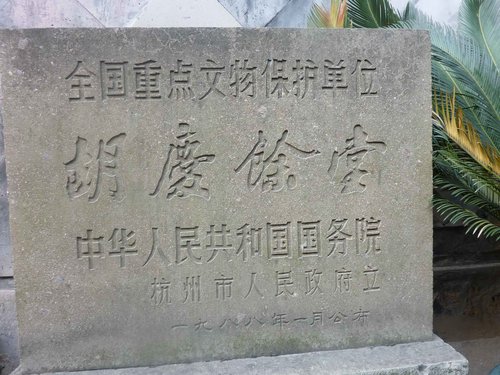 全国重点文物保护单位
胡慶餘堂
中华人民共和国国务院
杭州市人民政府立
一九八八年一月公布